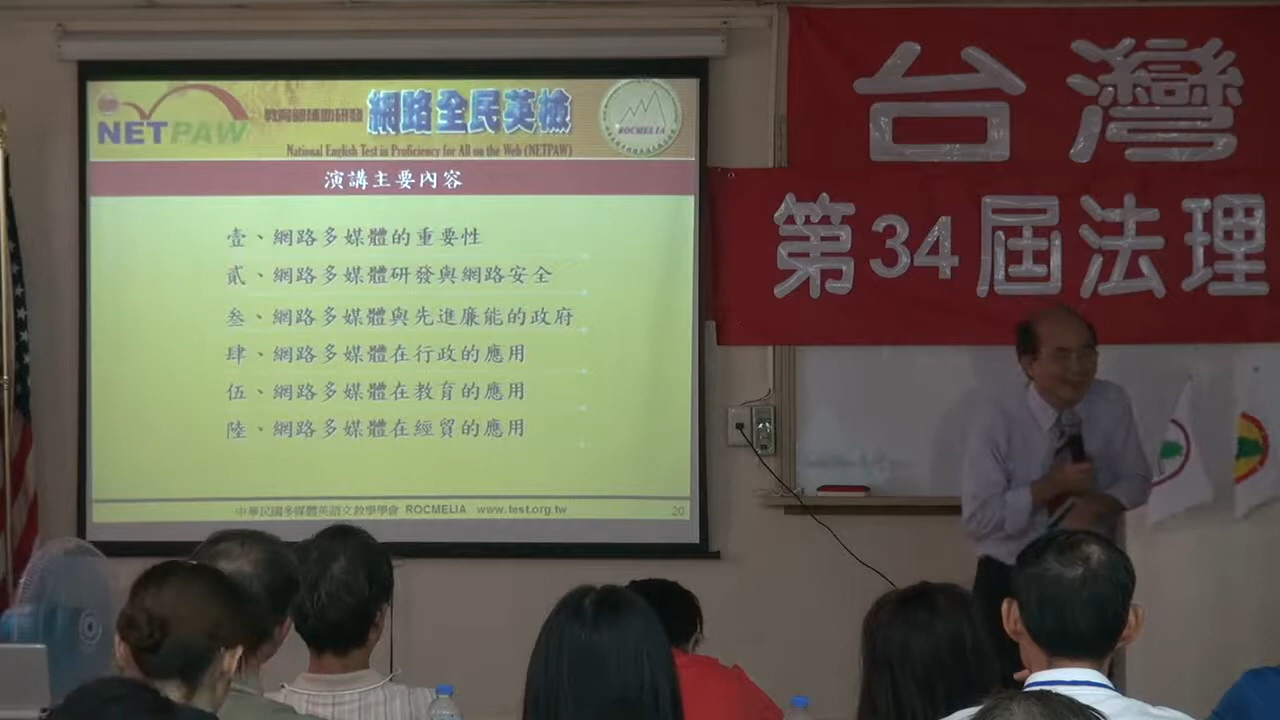 NETPAW
教育部補助研發 網路全民英檢
National English Test in Proficiency for All on the Web (NETPAW)
ROCMELIA
演講主要內容
壹、網路多媒體的重要性
貳、網路多媒體研發與網路安全
叁、網路多媒體與先進廉能的政府
肆、網路多媒體在行政的應用
伍、網路多媒體在教育的應用
陸、網路多媒體在經貿的應用
中華民國多媒體英語文教學學會 ROCMELIA www.test.org.tw 20
台灣
第34屆法理